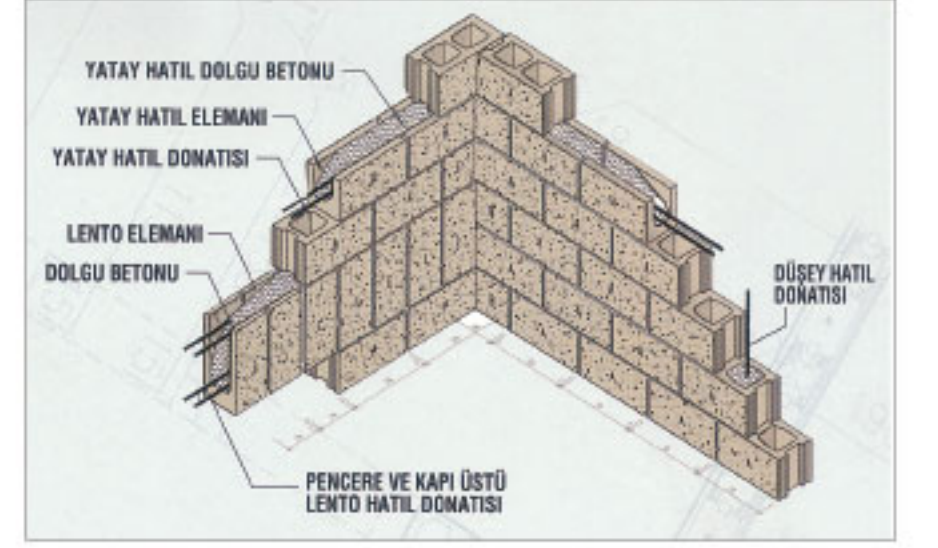 YATAY HATIL DOLGU BETONU
YATAY HATIL ELEMANI
YATAY HATIL DONATISI
LENTO ELEMANI
DOLGU BETONU
DÜŞEY HATIL
DONATISI
PENCERE VE KAPI ÜSTÜ
LENTO HATIL DONATISI